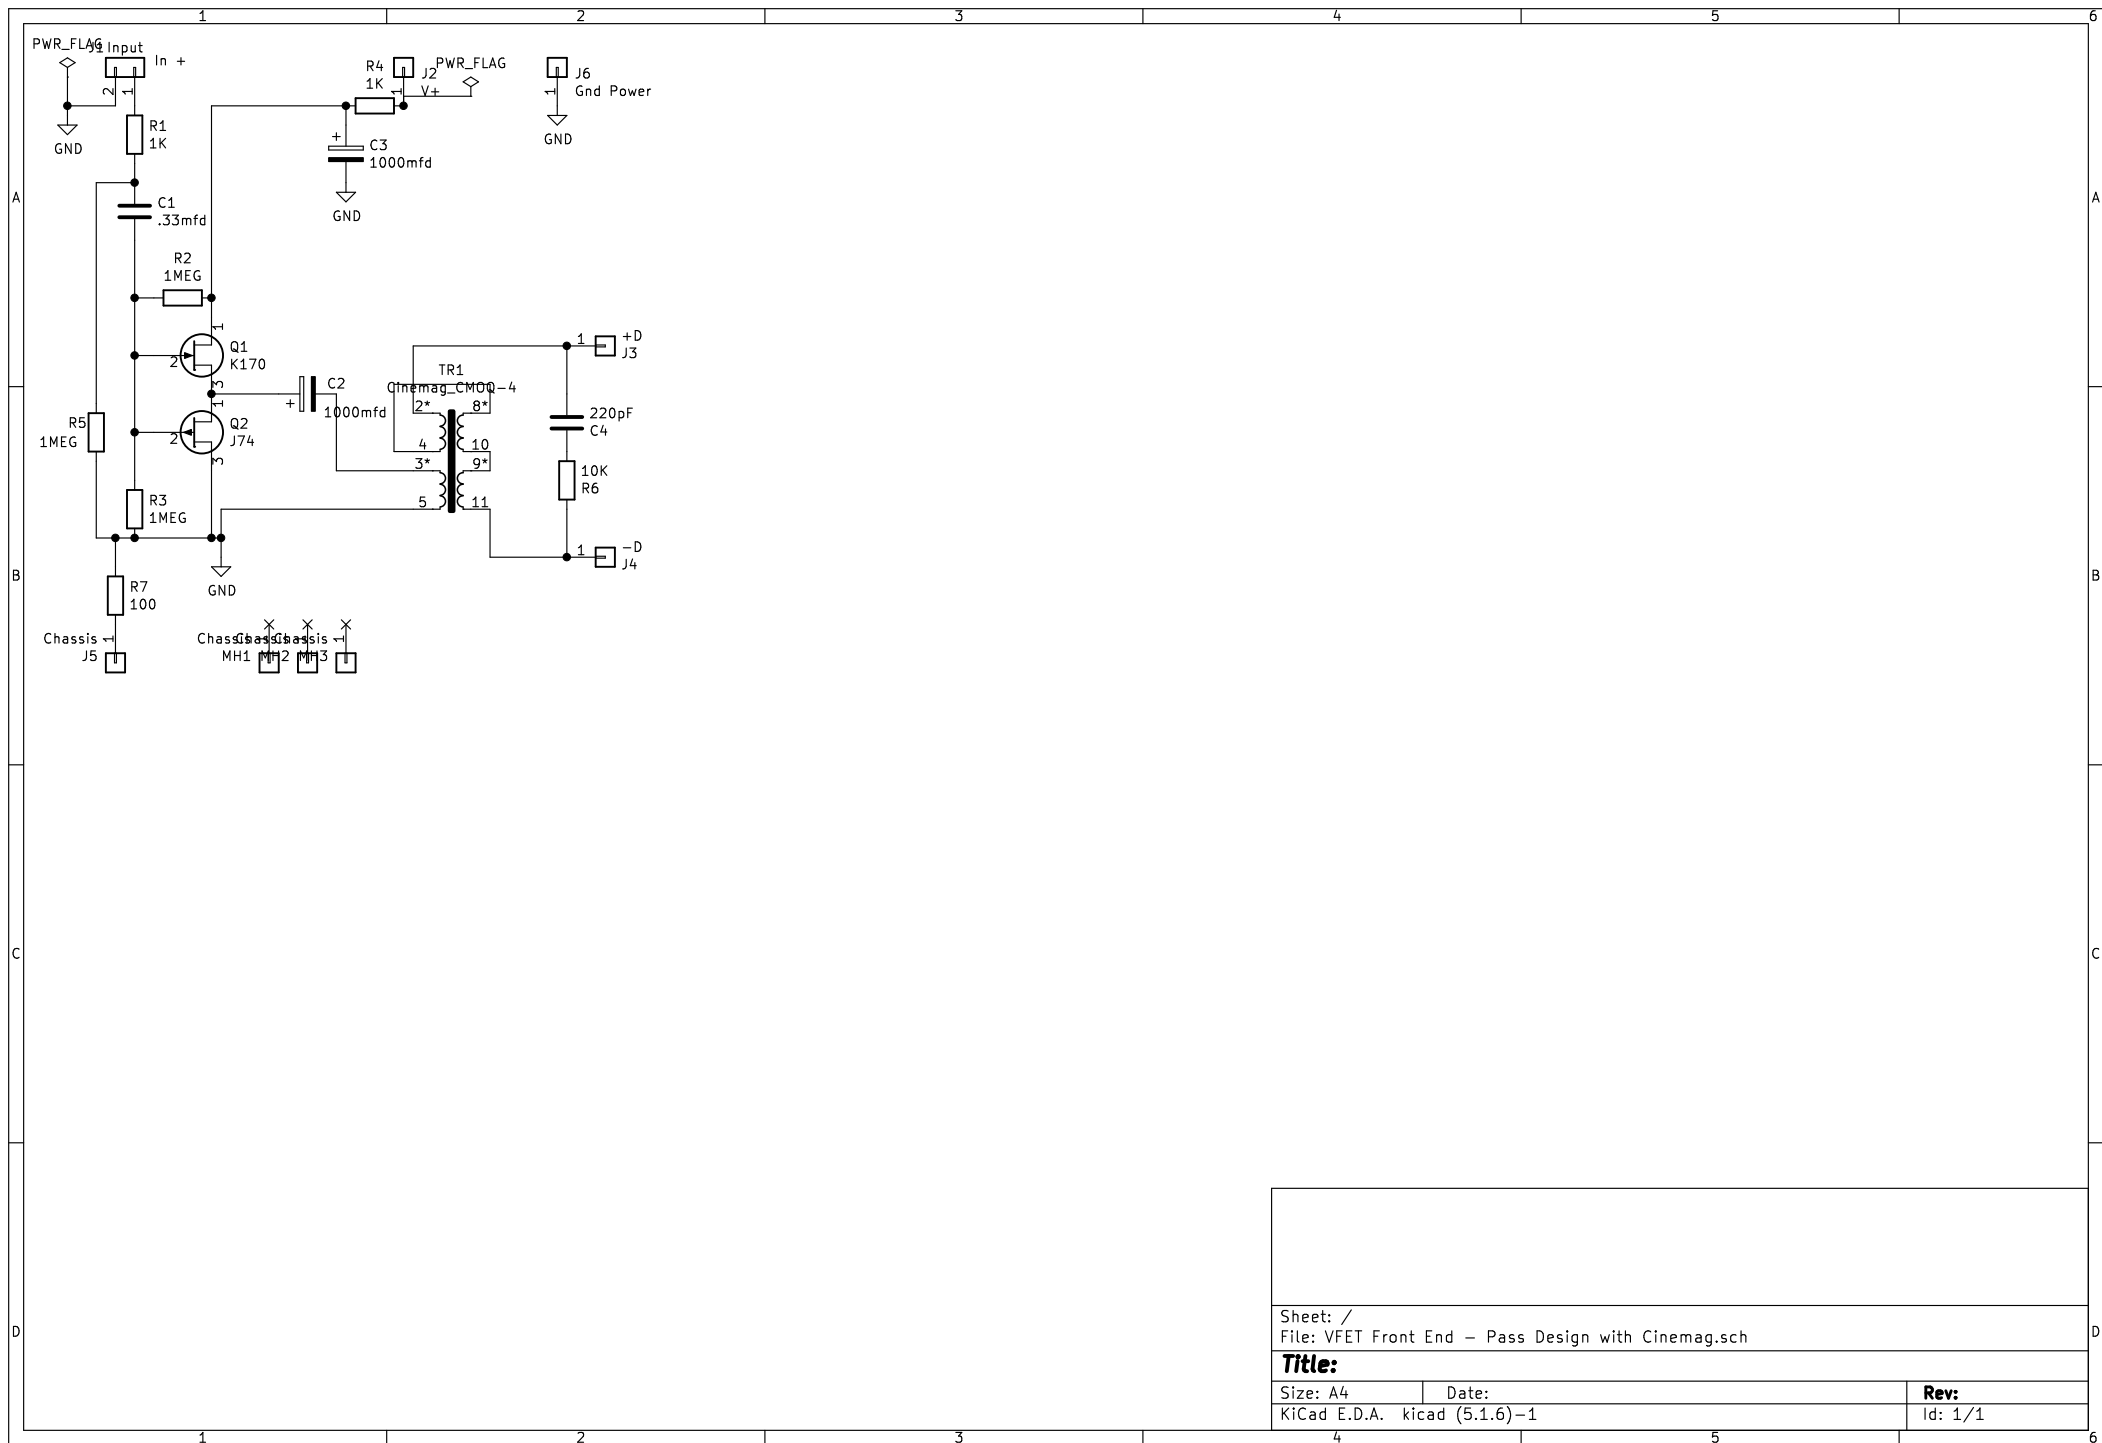 1 2 3 4 5 6
PWR_FLAG
J1 Input
In +
2 1
GND
R1
1K
R4
1K
J2
V+
1
PWR_FLAG
J6
Gnd Power
1
GND
+
C3
1000mfd
GND
A
A
C1
.33mfd
R2
1MEG
1
Q1
K170
2
3
1
Q2
J74
2
3
+
C2
1000mfd
TR1
Cinemag_CMOQ-4
2*
8*
4
10
3*
9*
5
11
1
+D
J3
220pF
C4
10K
R6
1
-D
J4
R5
1MEG
R3
1MEG
B
B
R7
100
GND
Chassis
1
J5
Chassis
1
MH1
Chassis
1
MH2
Chassis
1
MH3
C
C
D
D
Sheet: /
File: VFET Front End – Pass Design with Cinemag.sch
Title:
Size: A4
Date:
Rev:
KiCad E.D.A. kicad (5.1.6)-1
Id: 1/1
1 2 3 4 5 6